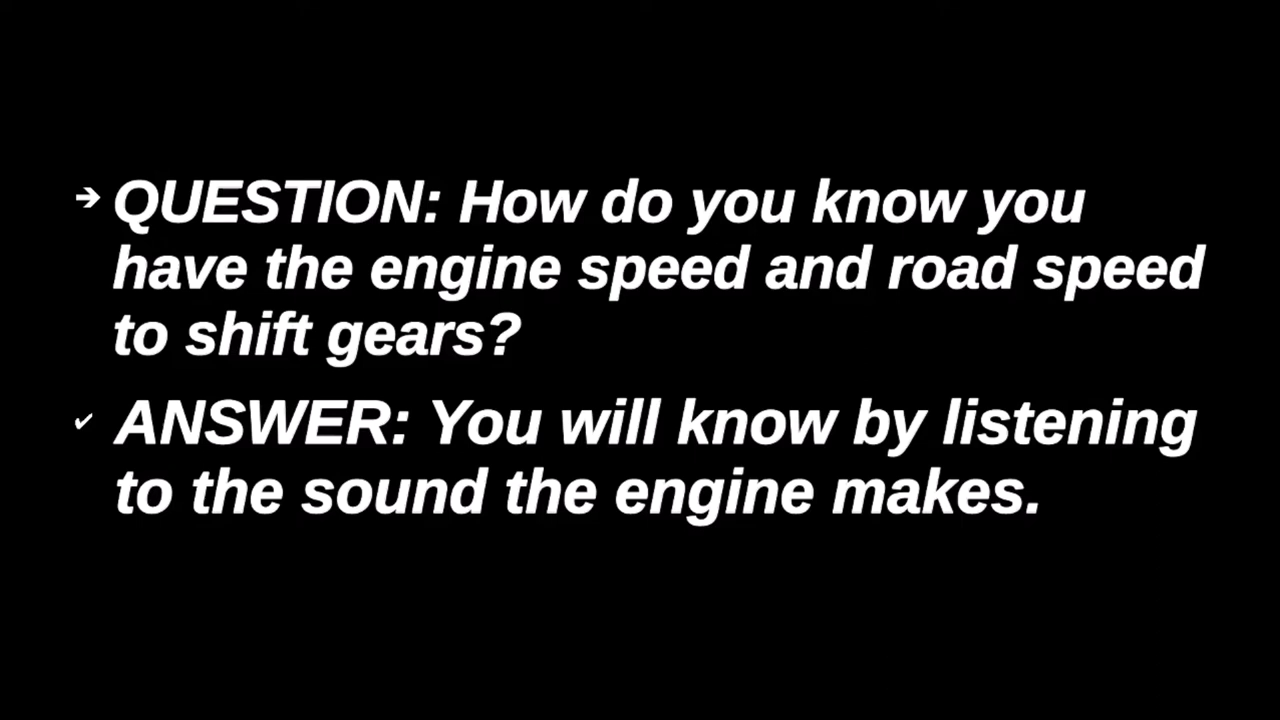 ➔ QUESTION: How do you know you
have the engine speed and road speed
to shift gears?
✔ ANSWER: You will know by listening
to the sound the engine makes.